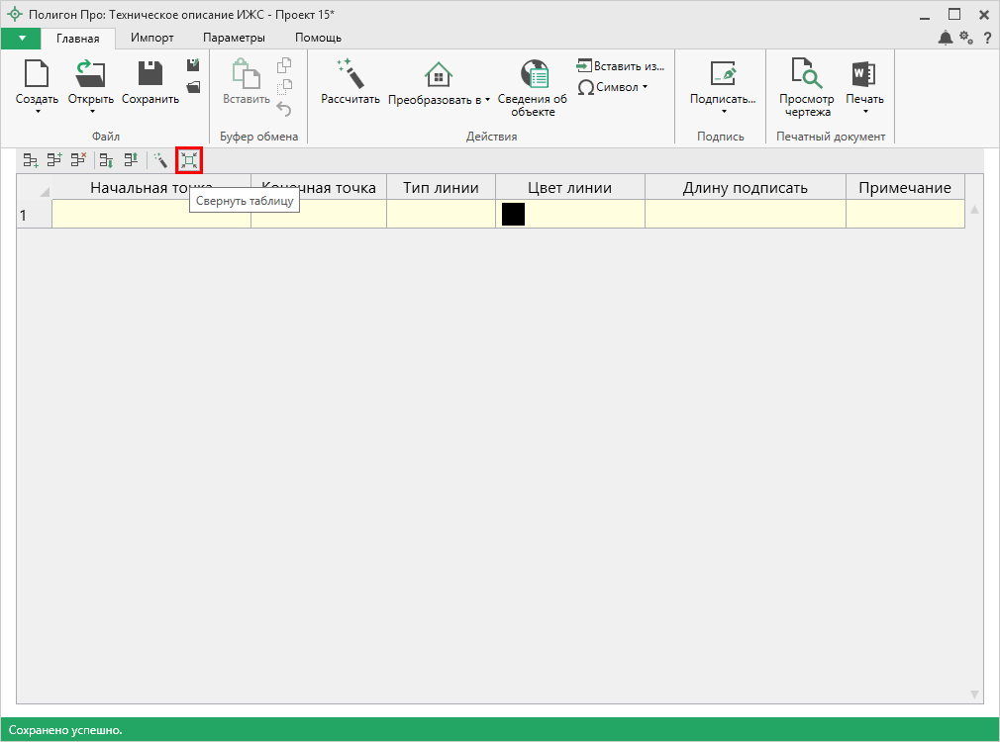 Полигон Про: Техническое описание ИЖС - Проект 15*
Главная Импорт Параметры Помощь
Создать Открыть Сохранить Вставить Рассчитать Преобразовать в Сведения об объекте Вставить из... Символ Подписать... Просмотр чертежа Печать
Файл Буфер обмена Действия Подпись Печатный документ
Начальная точка Конечная точка Тип линии Цвет линии Длину подписать Примечание
Свернуть таблицу
1
Сохранено успешно.